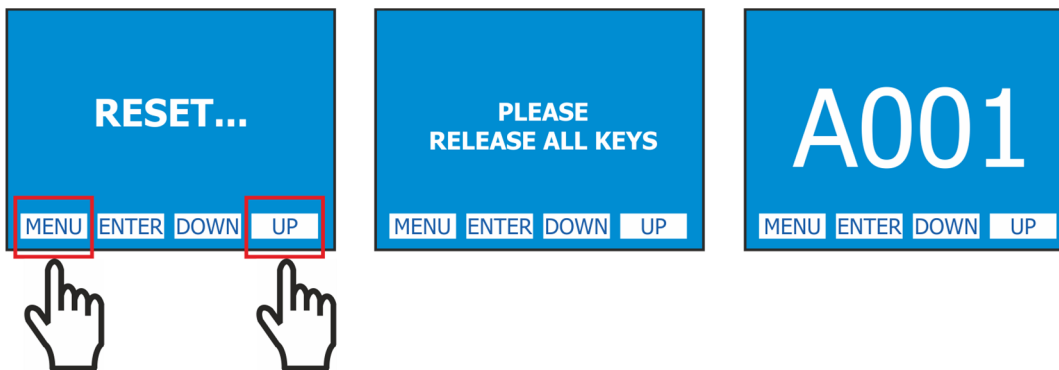 RESET...
MENU ENTER DOWN UP
PLEASE
RELEASE ALL KEYS
MENU ENTER DOWN UP
A001
MENU ENTER DOWN UP